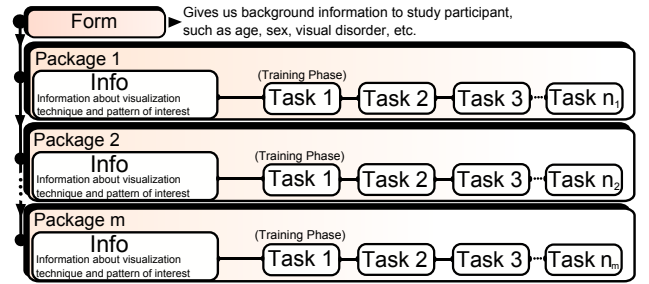 Form
Gives us background information to study participant,
such as age, sex, visual disorder, etc.
Package 1
Info
Information about visualization
technique and pattern of interest
(Training Phase)
Task 1 Task 2 Task 3 Task n1
Package 2
Info
Information about visualization
technique and pattern of interest
(Training Phase)
Task 1 Task 2 Task 3 Task n2
Package m
Info
Information about visualization
technique and pattern of interest
(Training Phase)
Task 1 Task 2 Task 3 Task nm